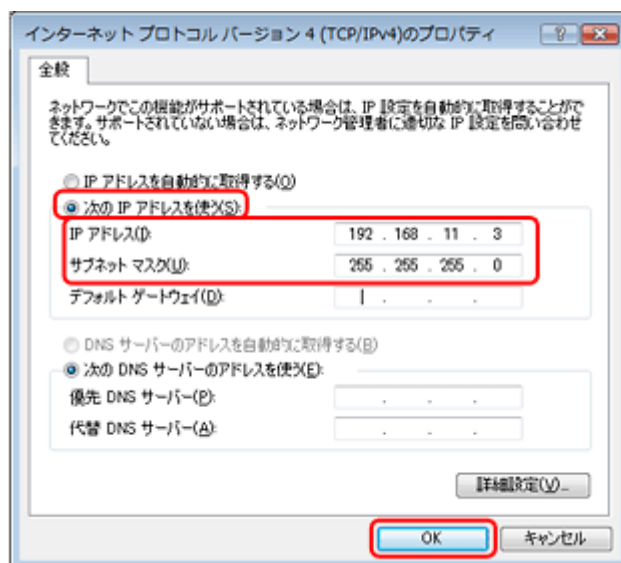 インターネット プロトコル バージョン 4 (TCP/IPv4)のプロパティ
全般
ネットワークでこの機能がサポートされている場合は、IP 設定を自動的に取得することがで
きます。サポートされていない場合は、ネットワーク管理者に適切な IP 設定を問い合わせ
てください。
IP アドレスを自動的に取得する(O)
次の IP アドレスを使う(S):
IP アドレス(I): 192 . 168 . 11 . 3
サブネット マスク(U): 255 . 255 . 255 . 0
デフォルト ゲートウェイ(D): . . .
DNS サーバーのアドレスを自動的に取得する(B)
次の DNS サーバーのアドレスを使う(E):
優先 DNS サーバー(P): . . .
代替 DNS サーバー(A): . . .
詳細設定(V)...
OK キャンセル